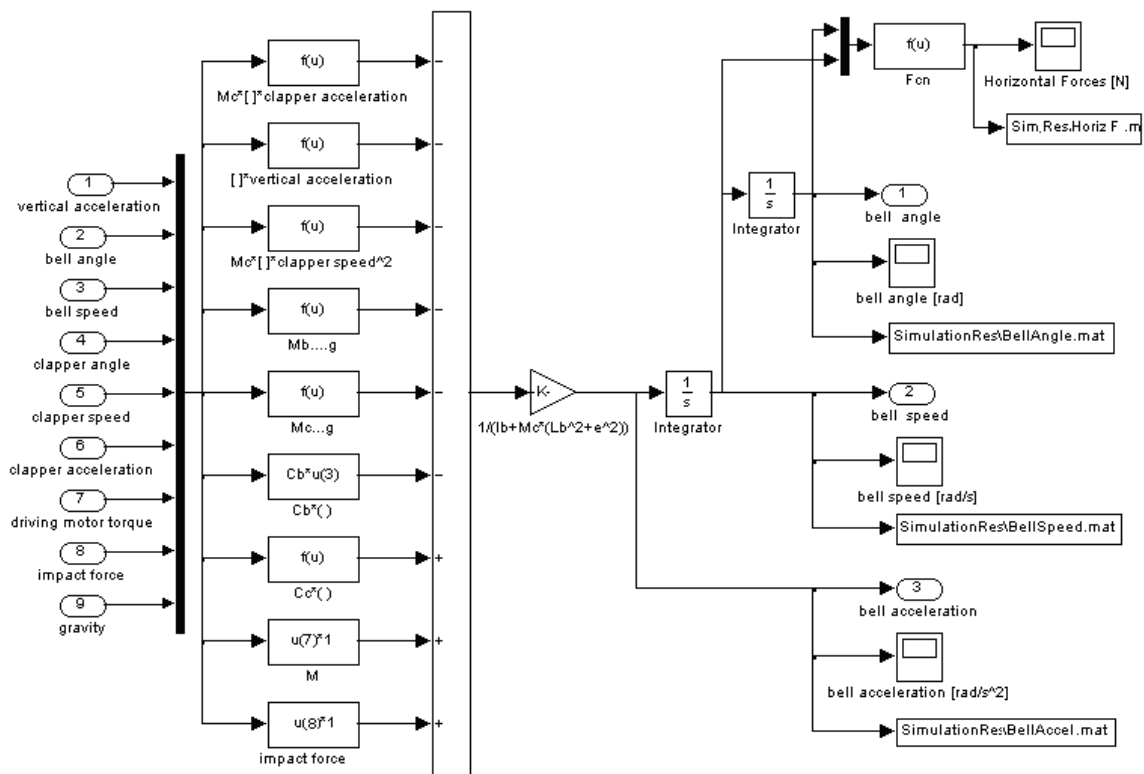 1
vertical acceleration
2
bell angle
3
bell speed
4
clapper angle
5
clapper speed
6
clapper acceleration
7
driving motor torque
8
impact force
9
gravity
f(u)
Mc*[ ]*clapper acceleration
f(u)
[ ]*vertical acceleration
f(u)
Mc*[ ]*clapper speed^2
f(u)
Mb....g
f(u)
Mc...g
Cb*u(3)
Cb*( )
f(u)
Cc*( )
u(7)*1
M
u(8)*1
impact force
−
−
−
−
−
−
+
+
+
K-
1/(Ib+Mc*(Lb^2+e^2))
1
s
Integrator
1
s
Integrator
f(u)
Fcn
Horizontal Forces [N]
Sim.Res.Horiz F .m
1
bell angle
bell angle [rad]
SimulationRes\BellAngle.mat
2
bell speed
bell speed [rad/s]
SimulationRes\BellSpeed.mat
3
bell acceleration
bell acceleration [rad/s^2]
SimulationRes\BellAccel.mat